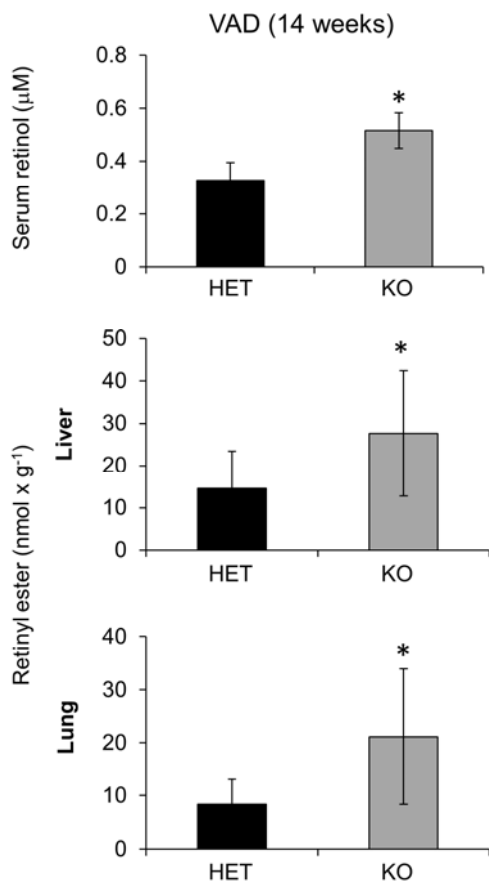 VAD (14 weeks)
Serum retinol (μM)
0.8
0.6
0.4
0.2
0
*
HET
KO
Retinyl ester (nmol x g⁻¹)
Liver
50
40
30
20
10
0
*
HET
KO
Lung
40
30
20
10
0
*
HET
KO